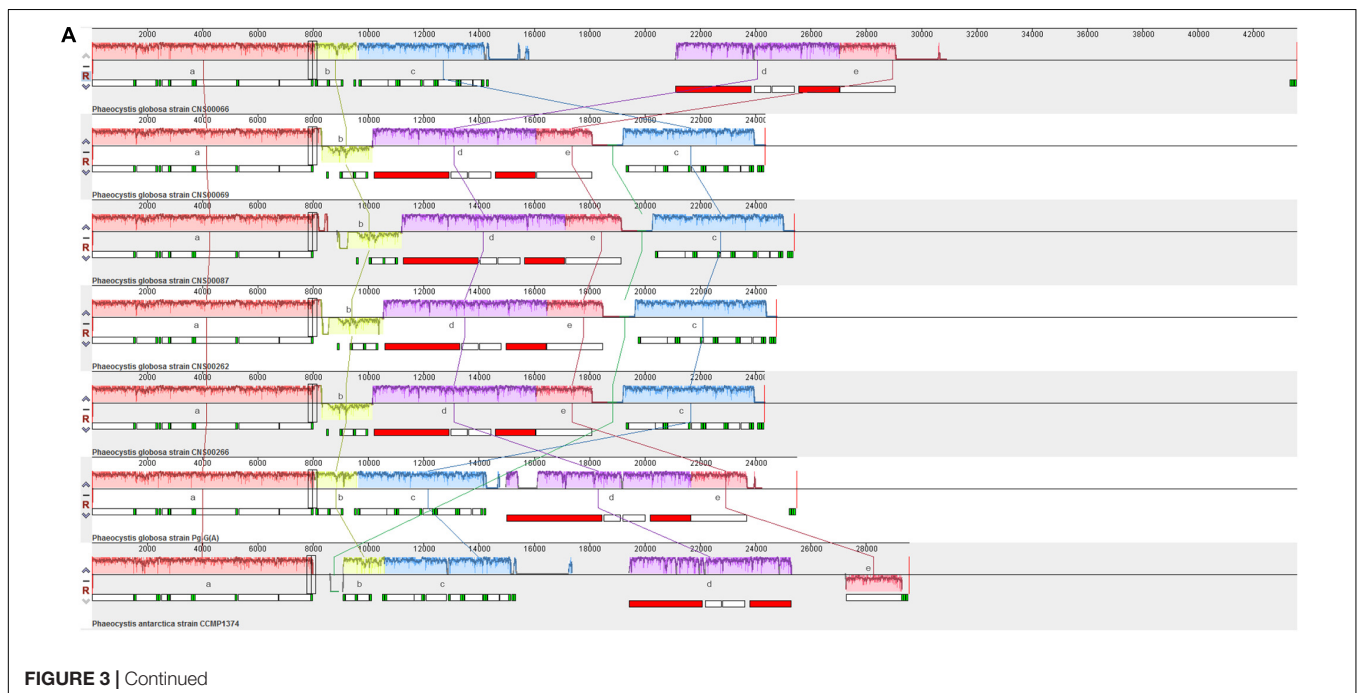 A
2000 4000 6000 8000 10000 12000 14000 16000 18000 20000 22000 24000 26000 28000 30000 32000 34000 36000 38000 40000 42000
R
a b c d e
Phaeocystis globosa strain CNS00066
2000 4000 6000 8000 10000 12000 14000 16000 18000 20000 22000 2400
b
R
a d e c
Phaeocystis globosa strain CNS00069
2000 4000 6000 8000 10000 12000 14000 16000 18000 20000 22000 24000
b
R
a d e c
Phaeocystis globosa strain CNS00087
2000 4000 6000 8000 10000 12000 14000 16000 18000 20000 22000 24000
b
R
a d e c
Phaeocystis globosa strain CNS00262
2000 4000 6000 8000 10000 12000 14000 16000 18000 20000 22000 2400
b
R
a d e c
Phaeocystis globosa strain CNS00266
2000 4000 6000 8000 10000 12000 14000 16000 18000 20000 22000 24000
R
a b c d e
Phaeocystis globosa strain Pg-G(A)
2000 4000 6000 8000 10000 12000 14000 16000 18000 20000 22000 24000 26000 28000
e
R
a b c d
Phaeocystis antarctica strain CCMP1374
FIGURE 3 | Continued